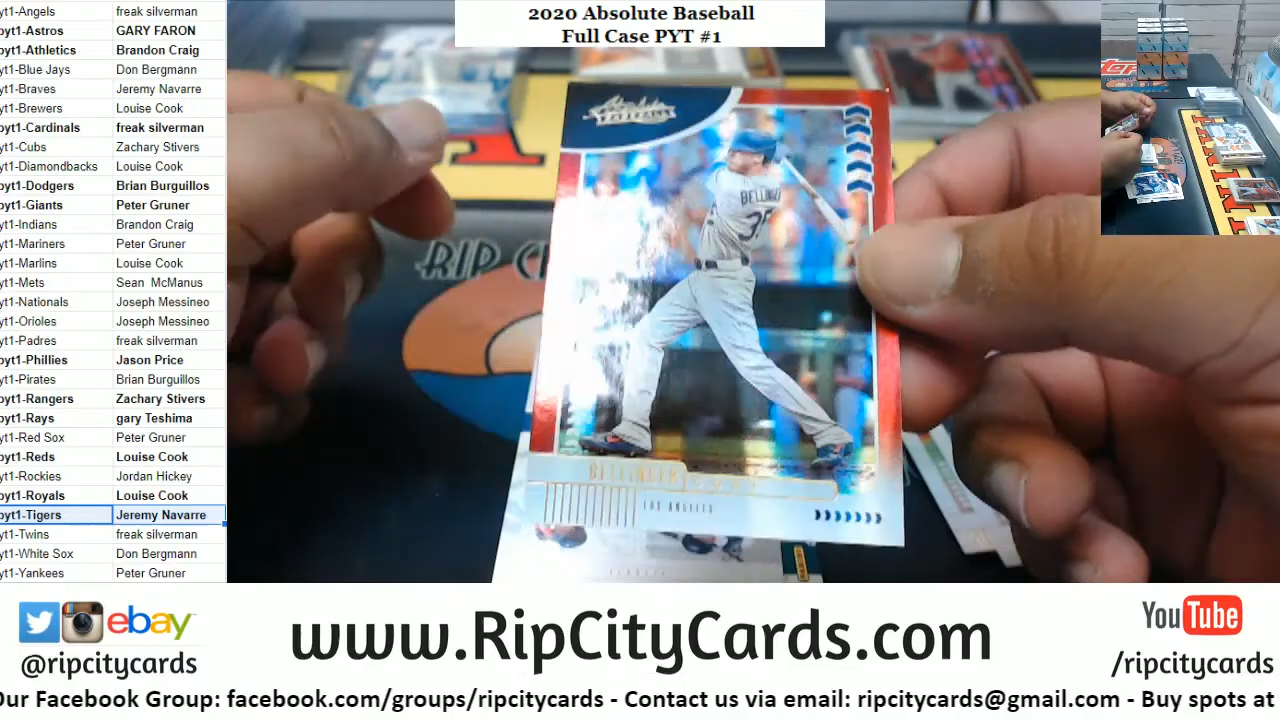 2020 Absolute Baseball
Full Case PYT #1
yt1-Angels freak silverman
pyt1-Astros GARY FARON
pyt1-Athletics Brandon Craig
yt1-Blue Jays Don Bergmann
yt1-Braves Jeremy Navarre
yt1-Brewers Louise Cook
pyt1-Cardinals freak silverman
yt1-Cubs Zachary Stivers
yt1-Diamondbacks Louise Cook
pyt1-Dodgers Brian Burguillos
pyt1-Giants Peter Gruner
yt1-Indians Brandon Craig
yt1-Mariners Peter Gruner
yt1-Marlins Louise Cook
yt1-Mets Sean McManus
yt1-Nationals Joseph Messineo
yt1-Orioles Joseph Messineo
yt1-Padres freak silverman
pyt1-Phillies Jason Price
yt1-Pirates Brian Burguillos
pyt1-Rangers Zachary Stivers
pyt1-Rays gary Teshima
yt1-Red Sox Peter Gruner
pyt1-Reds Louise Cook
yt1-Rockies Jordan Hickey
pyt1-Royals Louise Cook
pyt1-Tigers Jeremy Navarre
yt1-Twins freak silverman
yt1-White Sox Don Bergmann
yt1-Yankees Peter Gruner
Absolute
BELLINGER
35
LOS ANGELES
RIP C
ebay
@ripcitycards
www.RipCityCards.com
YouTube
/ripcitycards
Our Facebook Group: facebook.com/groups/ripcitycards - Contact us via email: ripcitycards@gmail.com - Buy spots at